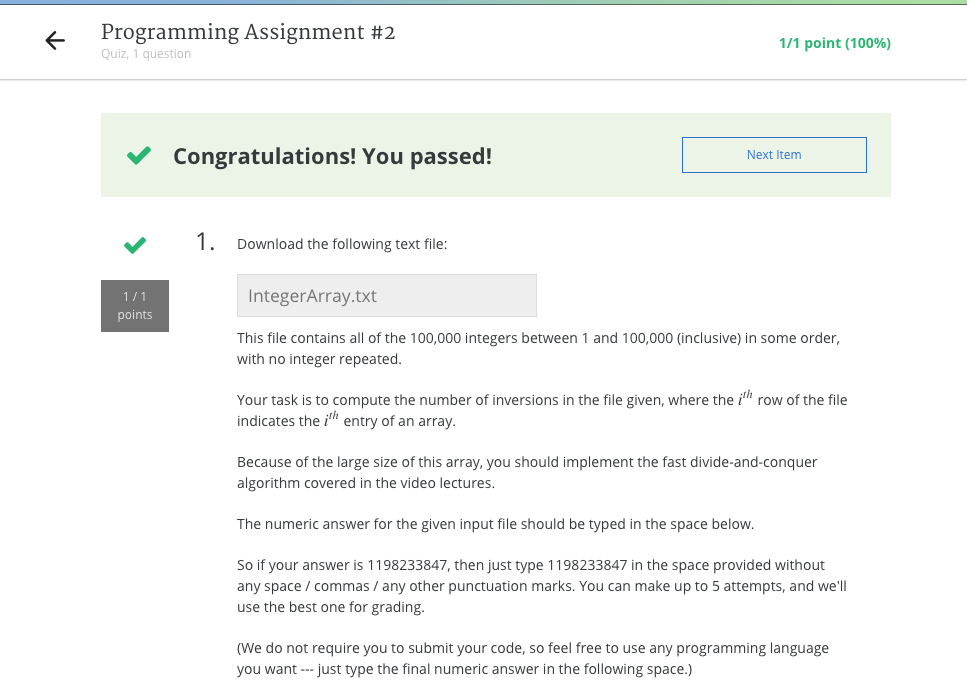 Programming Assignment #2
Quiz, 1 question
1/1 point (100%)
Congratulations! You passed!
Next Item
1 / 1
points
1.
Download the following text file:
IntegerArray.txt
This file contains all of the 100,000 integers between 1 and 100,000 (inclusive) in some order,
with no integer repeated.
Your task is to compute the number of inversions in the file given, where the i^th row of the file
indicates the i^th entry of an array.
Because of the large size of this array, you should implement the fast divide-and-conquer
algorithm covered in the video lectures.
The numeric answer for the given input file should be typed in the space below.
So if your answer is 1198233847, then just type 1198233847 in the space provided without
any space / commas / any other punctuation marks. You can make up to 5 attempts, and we'll
use the best one for grading.
(We do not require you to submit your code, so feel free to use any programming language
you want --- just type the final numeric answer in the following space.)